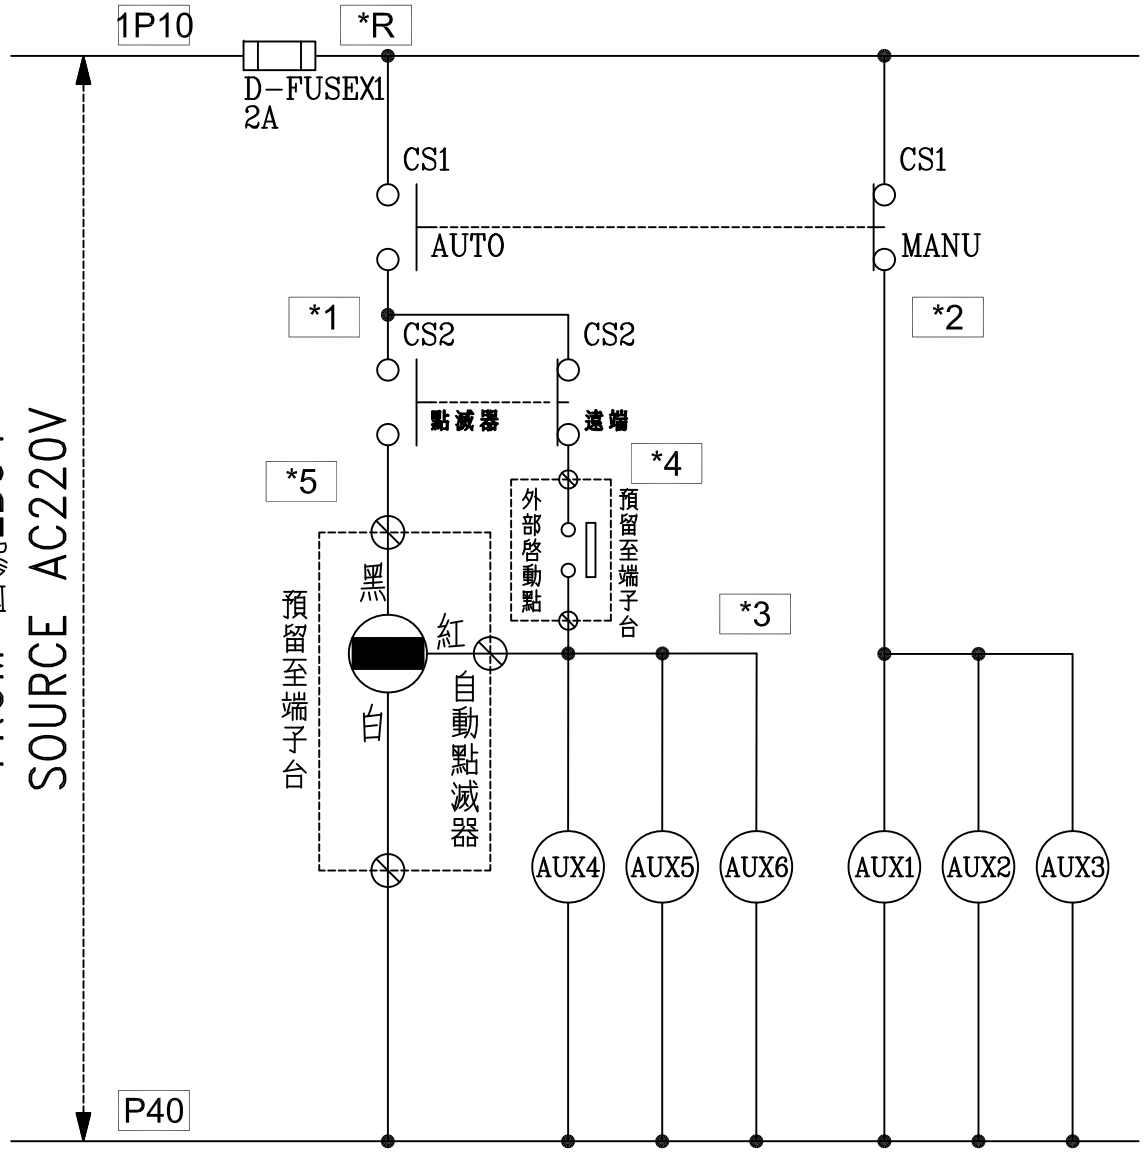 1P10
*R
D-FUSEX1
2A
CS1
CS1
AUTO
MANU
*1
*2
CS2
CS2
點滅器
遠端
*5
*4
外部啓動點
預留至端子台
黑
紅
白
預留至端子台
自動點滅器
*3
SOURCE AC220V
AUX4
AUX5
AUX6
AUX1
AUX2
AUX3
P40